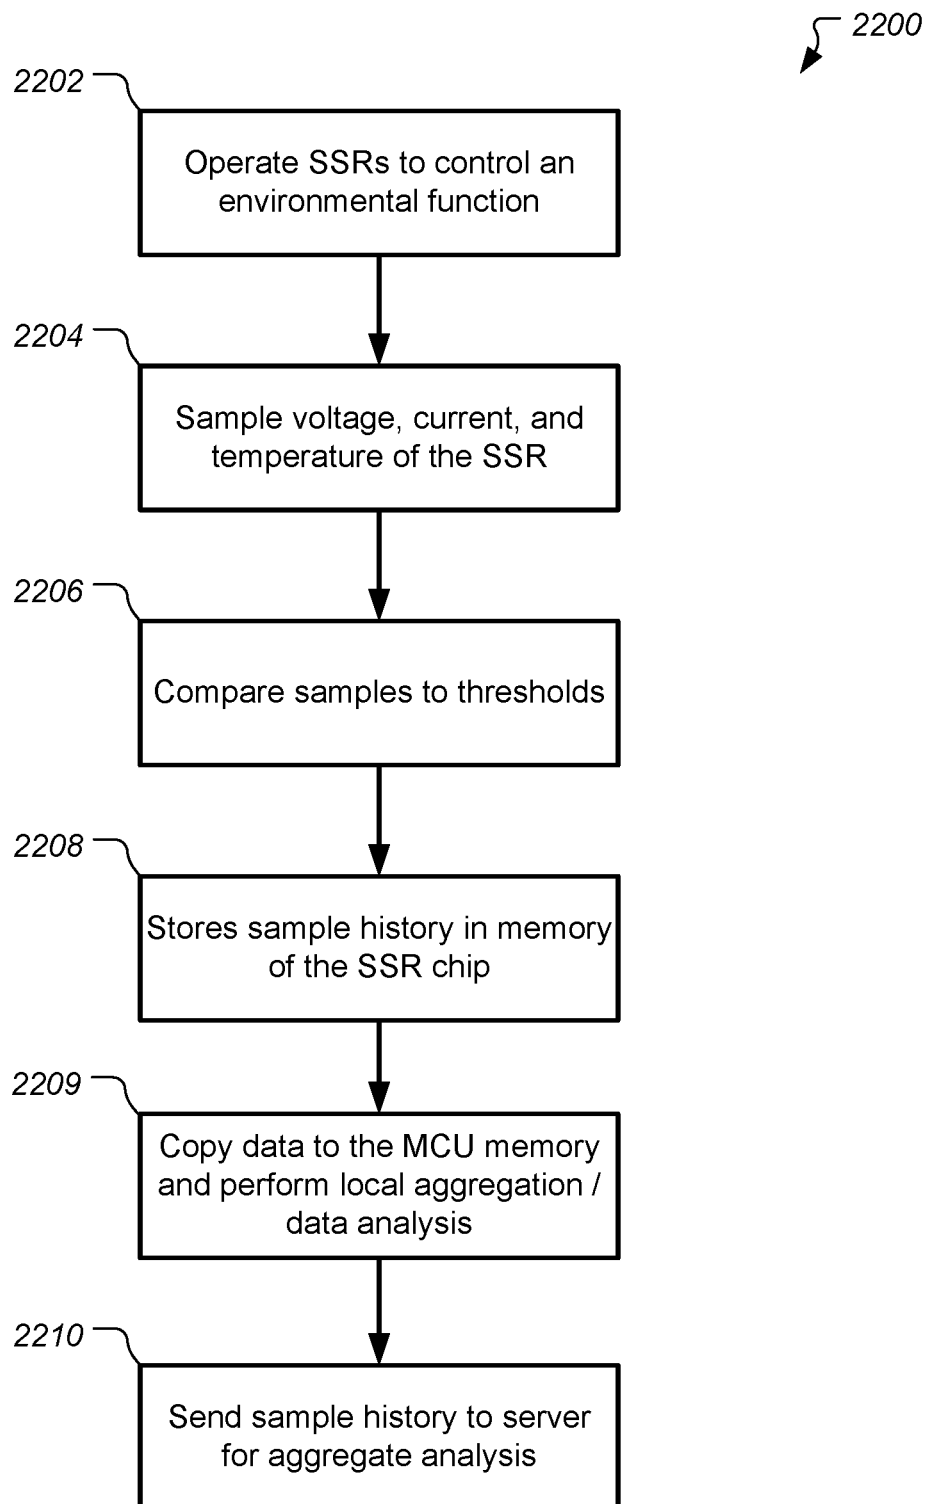 2200
2202
Operate SSRs to control an
environmental function
2204
Sample voltage, current, and
temperature of the SSR
2206
Compare samples to thresholds
2208
Stores sample history in memory
of the SSR chip
2209
Copy data to the MCU memory
and perform local aggregation /
data analysis
2210
Send sample history to server
for aggregate analysis